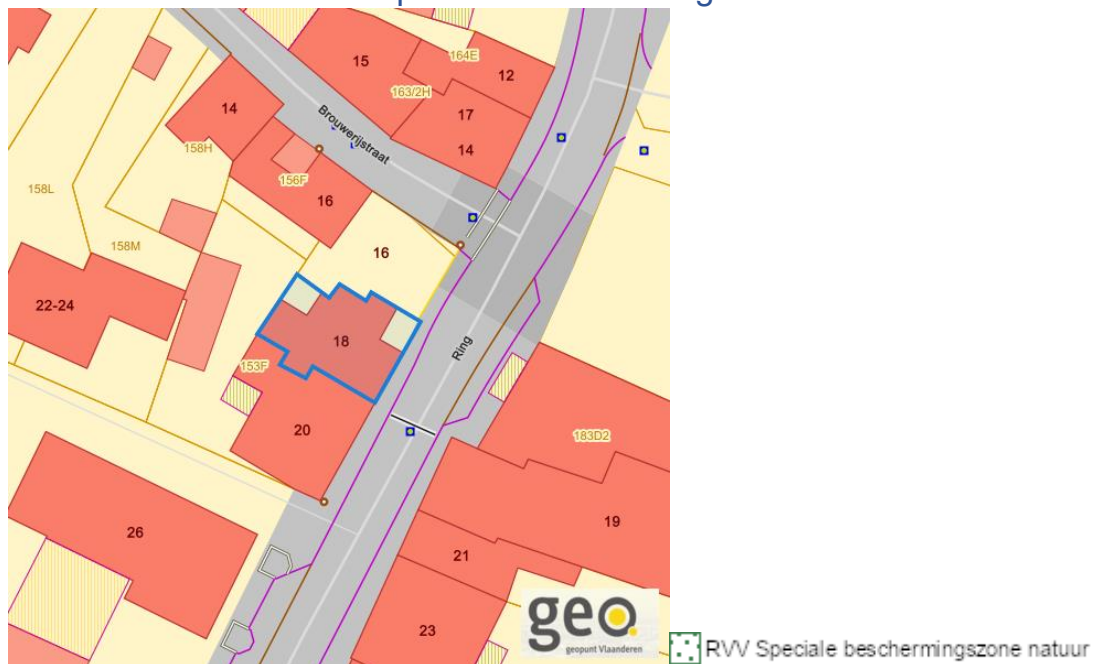 15
164E
12
163/2H
17
14
14
Brouwerijstraat
158H
156F
16
158L
158M
16
22-24
18
Ring
153F
20
183D2
26
19
21
23
geo
geopunt Vlaanderen
RVV Speciale beschermingszone natuur